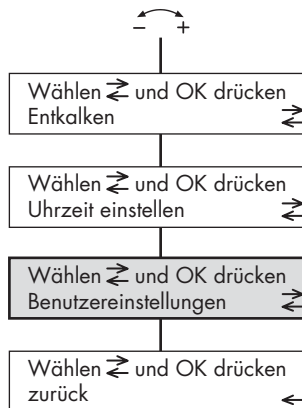 − +
Wählen ⇄ und OK drücken
Entkalken ⇄
Wählen ⇄ und OK drücken
Uhrzeit einstellen ⇄
Wählen ⇄ und OK drücken
Benutzereinstellungen ⇄
Wählen ⇄ und OK drücken
zurück ←